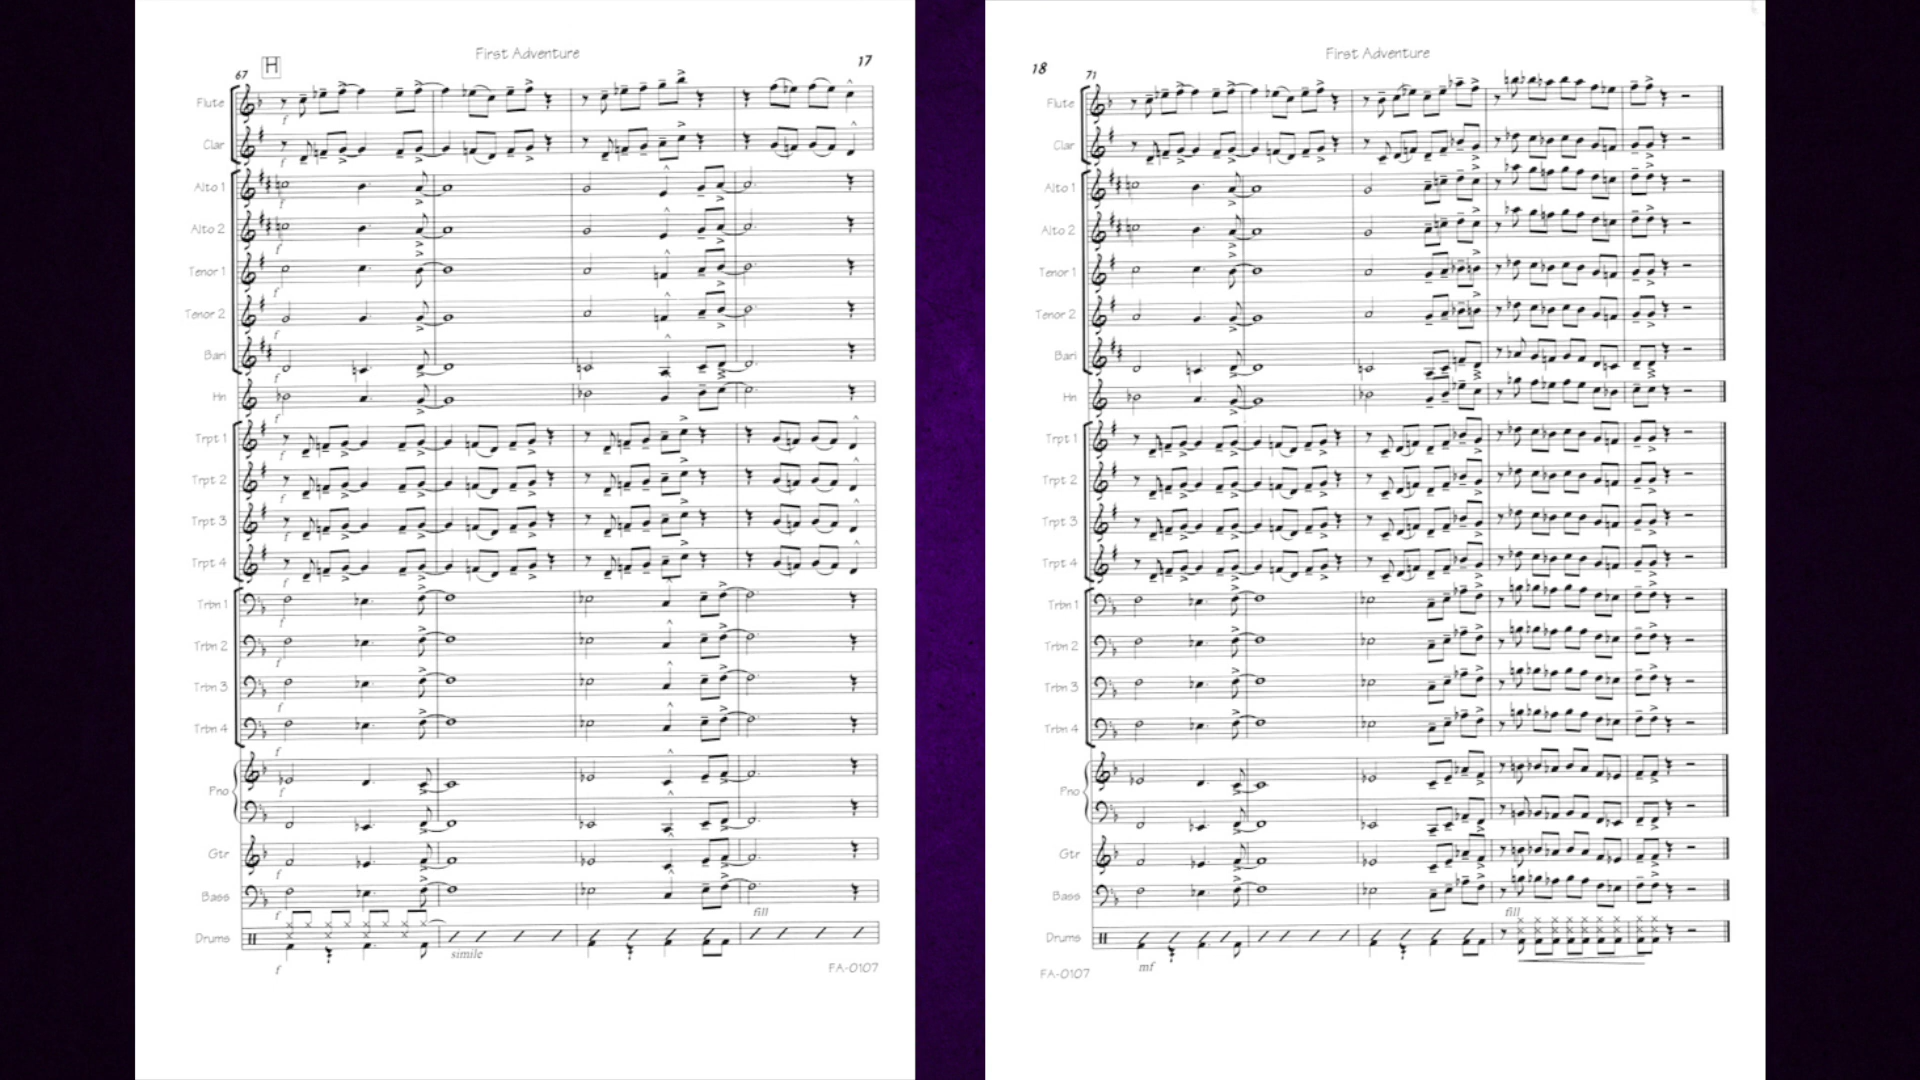 First Adventure
17
67
H
Flute
f
Clar
f
Alto 1
f
Alto 2
f
Tenor 1
f
Tenor 2
f
Bari
f
Hn
f
Trpt 1
f
Trpt 2
f
Trpt 3
f
Trpt 4
f
Trbn 1
f
Trbn 2
f
Trbn 3
f
Trbn 4
f
Pno
f
Gtr
f
Bass
f
fill
Drums
simile
f
FA-0107
First Adventure
18
71
Flute
Clar
Alto 1
Alto 2
Tenor 1
Tenor 2
Bari
Hn
Trpt 1
Trpt 2
Trpt 3
Trpt 4
Trbn 1
Trbn 2
Trbn 3
Trbn 4
Pno
Gtr
Bass
fill
Drums
mf
FA-0107